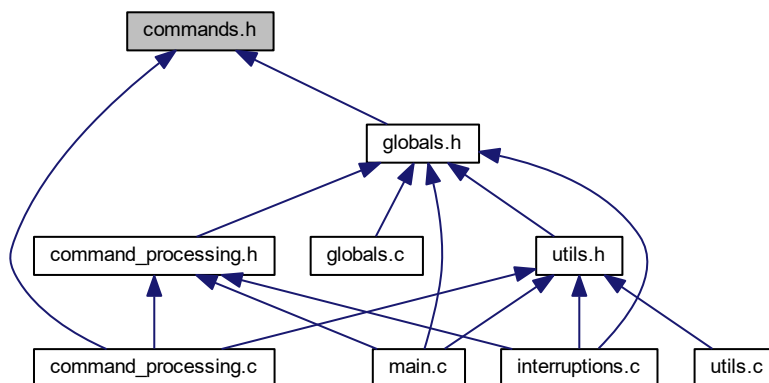 commands.h
globals.h
command_processing.h
globals.c
utils.h
command_processing.c
main.c
interruptions.c
utils.c